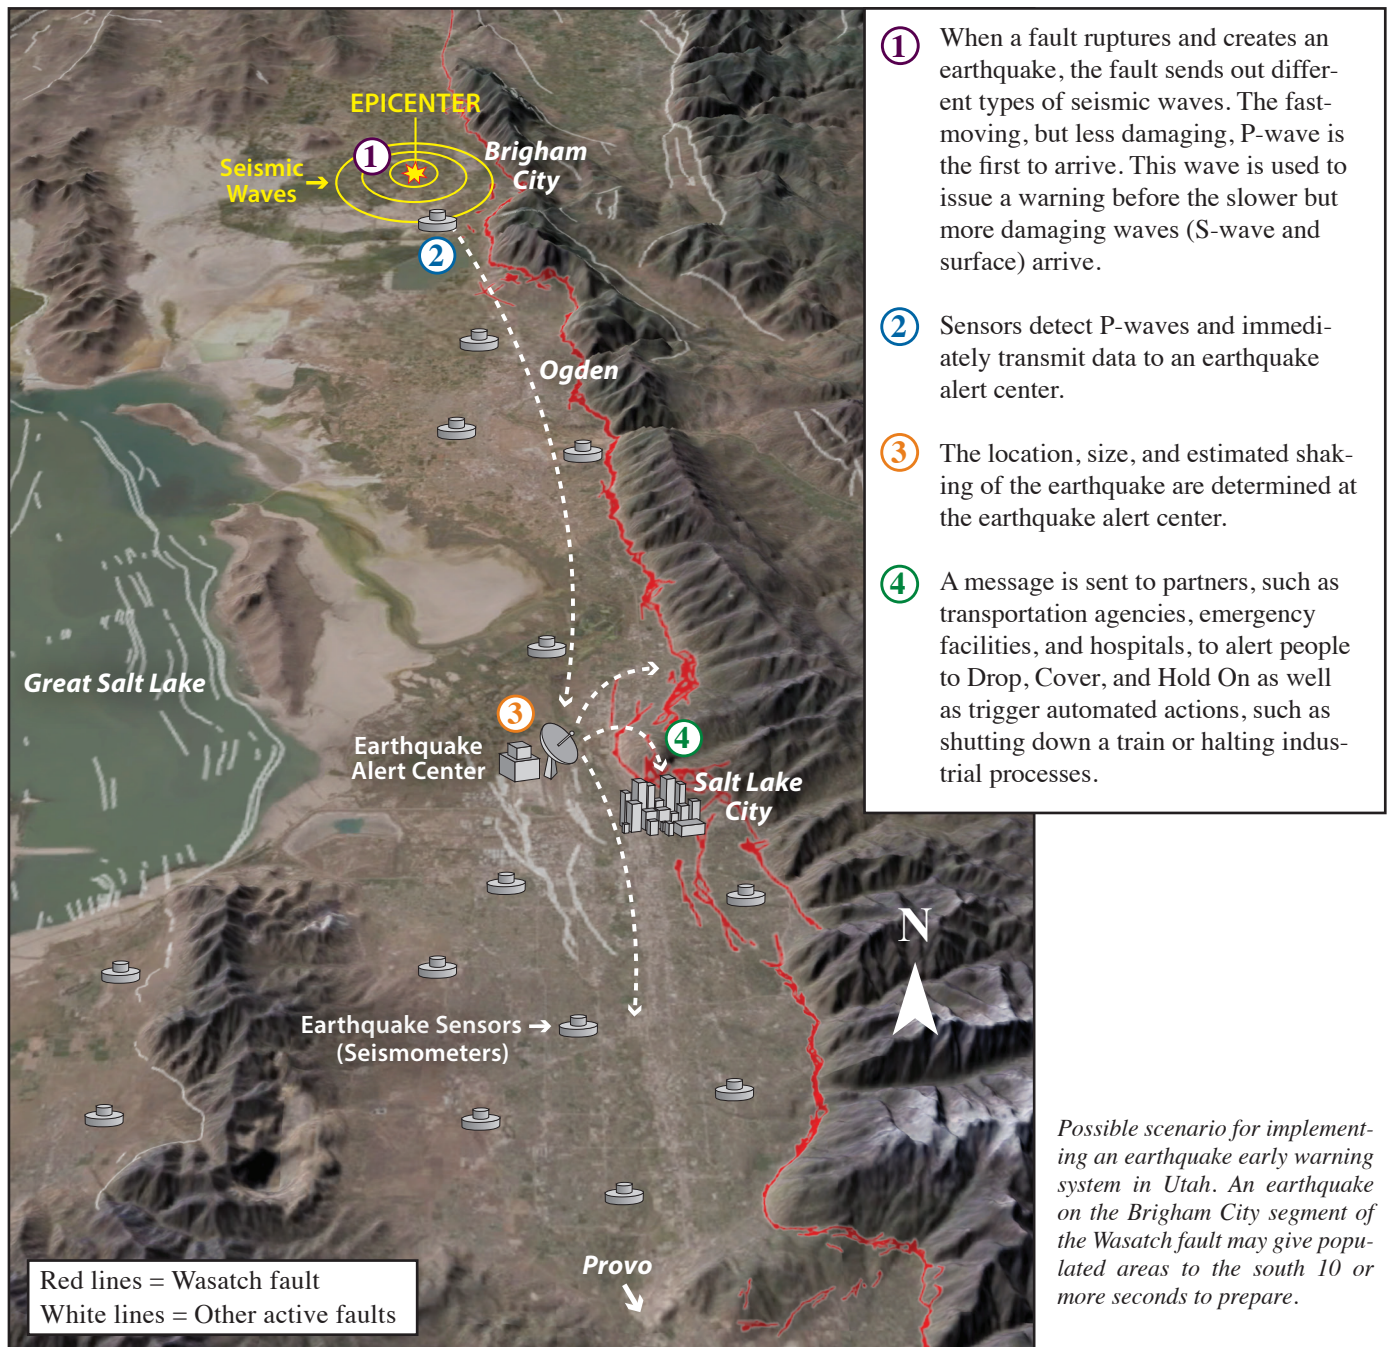 EPICENTER
1
Seismic
Waves →
Brigham
City
2
Ogden
Great Salt Lake
3
Earthquake
Alert Center
4
Salt Lake
City
N
Earthquake Sensors →
(Seismometers)
Provo
Red lines = Wasatch fault
White lines = Other active faults
1 When a fault ruptures and creates an
earthquake, the fault sends out differ-
ent types of seismic waves. The fast-
moving, but less damaging, P-wave is
the first to arrive. This wave is used to
issue a warning before the slower but
more damaging waves (S-wave and
surface) arrive.
2 Sensors detect P-waves and immedi-
ately transmit data to an earthquake
alert center.
3 The location, size, and estimated shak-
ing of the earthquake are determined at
the earthquake alert center.
4 A message is sent to partners, such as
transportation agencies, emergency
facilities, and hospitals, to alert people
to Drop, Cover, and Hold On as well
as trigger automated actions, such as
shutting down a train or halting indus-
trial processes.
Possible scenario for implement-
ing an earthquake early warning
system in Utah. An earthquake
on the Brigham City segment of
the Wasatch fault may give popu-
lated areas to the south 10 or
more seconds to prepare.